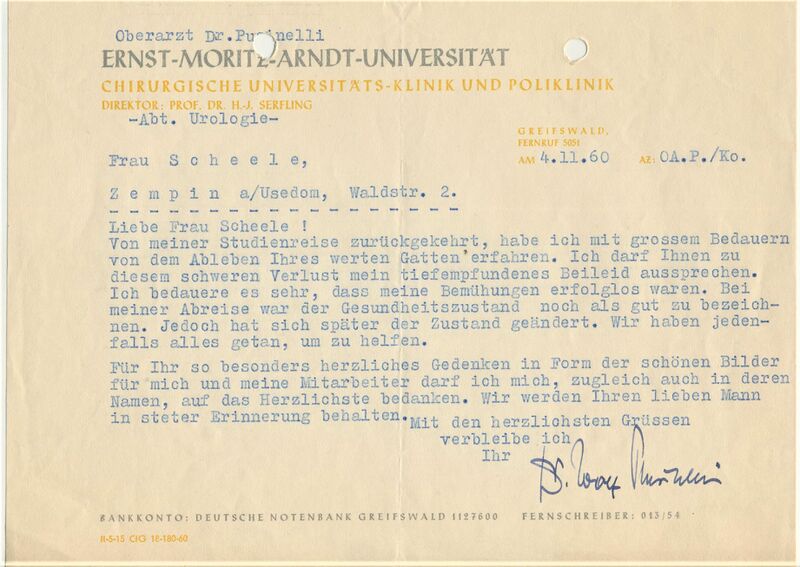 Oberarzt Dr. Pusinelli
ERNST-MORITZ-ARNDT-UNIVERSITÄT
CHIRURGISCHE UNIVERSITÄTS-KLINIK UND POLIKLINIK
DIREKTOR: PROF. DR. H.-J. SERFLING
-Abt. Urologie-
GREIFSWALD,
FERNRUF 5051
AM 4.11.60 AZ: OA.P./Ko.
Frau Scheele,
Zempin a/Usedom, Waldstr. 2.
Liebe Frau Scheele !
Von meiner Studienreise zurückgekehrt, habe ich mit grossem Bedauern
von dem Ableben Ihres werten Gatten erfahren. Ich darf Ihnen zu
diesem schweren Verlust mein tiefempfundenes Beileid aussprechen.
Ich bedauere es sehr, dass meine Bemühungen erfolglos waren. Bei
meiner Abreise war der Gesundheitszustand noch als gut zu bezeich-
nen. Jedoch hat sich später der Zustand geändert. Wir haben jeden-
falls alles getan, um zu helfen.
Für Ihr so besonders herzliches Gedenken in Form der schönen Bilder
für mich und meine Mitarbeiter darf ich mich, zugleich auch in deren
Namen, auf das Herzlichste bedanken. Wir werden Ihren lieben Mann
in steter Erinnerung behalten.
Mit den herzlichsten Grüssen
verbleibe ich
Ihr
BANKKONTO: DEUTSCHE NOTENBANK GREIFSWALD 1127600 FERNSCHREIBER: 013/54
II-5-15 CIG 18-180-60